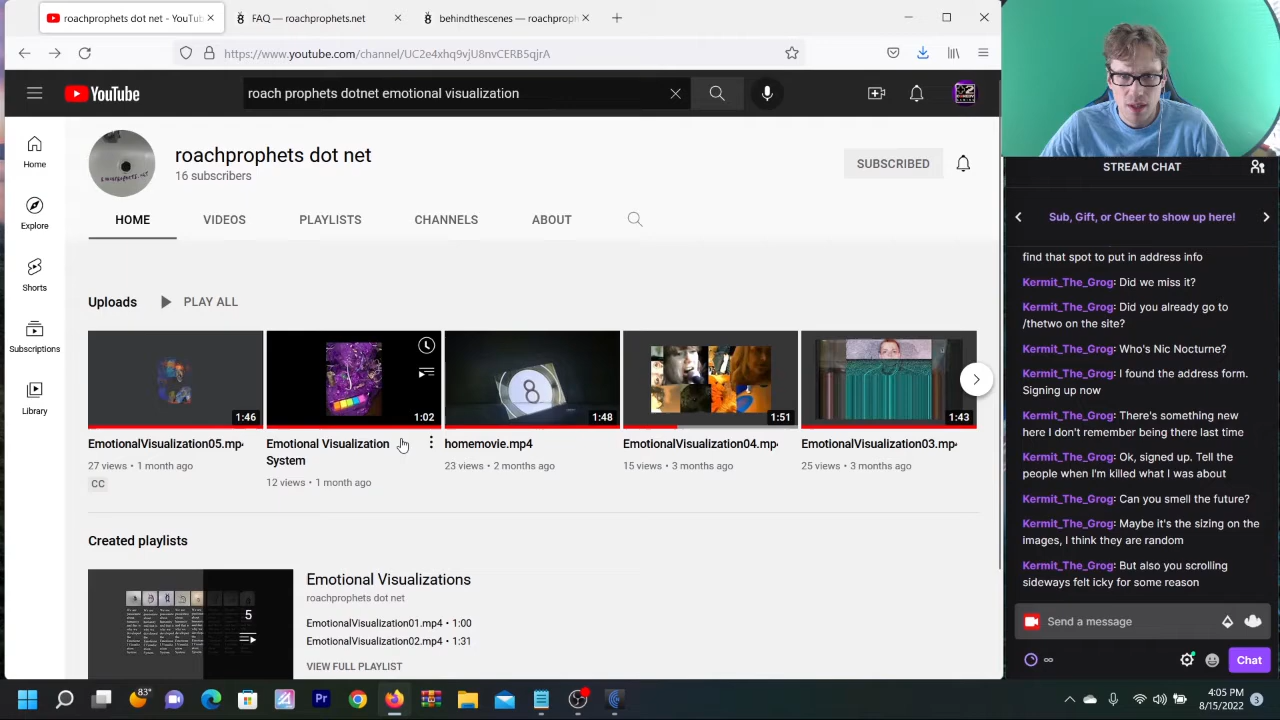 roachprophets dot net - YouTub
FAQ — roachprophets.net
behindthescenes — roachproph
https://www.youtube.com/channel/UC2e4xhq9vjU8nvCERB5qjrA
YouTube
roach prophets dotnet emotional visualization
Home
Explore
Shorts
Subscriptions
Library
roachprophets dot net
16 subscribers
SUBSCRIBED
HOME
VIDEOS
PLAYLISTS
CHANNELS
ABOUT
Uploads
PLAY ALL
1:46
EmotionalVisualization05.mp4
27 views • 1 month ago
CC
1:02
Emotional Visualization
System
12 views • 1 month ago
8
1:48
homemovie.mp4
23 views • 2 months ago
1:51
EmotionalVisualization04.mp4
15 views • 3 months ago
1:43
EmotionalVisualization03.mp4
25 views • 3 months ago
Created playlists
5
Emotional Visualizations
roachprophets dot net
EmotionalVisualization01.mp4 • 1:00
EmotionalVisualization02.mp4 • 1:31
VIEW FULL PLAYLIST
STREAM CHAT
Sub, Gift, or Cheer to show up here!
find that spot to put in address info
Kermit_The_Grog: Did we miss it?
Kermit_The_Grog: Did you already go to
/thetwo on the site?
Kermit_The_Grog: Who's Nic Nocturne?
Kermit_The_Grog: I found the address form.
Signing up now
Kermit_The_Grog: There's something new
here I don't remember being there last time
Kermit_The_Grog: Ok, signed up. Tell the
people when I'm killed what I was about
Kermit_The_Grog: Can you smell the future?
Kermit_The_Grog: Maybe it's the sizing on the
images, I think they are random
Kermit_The_Grog: But also you scrolling
sideways felt icky for some reason
Send a message
Chat
83°
Pr
4:05 PM
8/15/2022
3